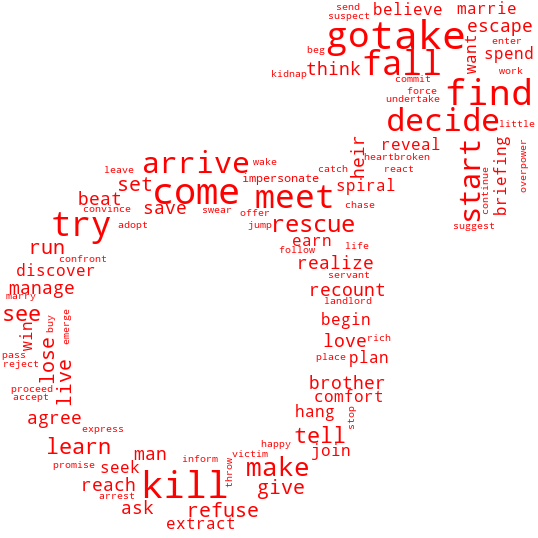 send
believe
marrie
suspect
go
take
escape
beg
want
enter
fall
spend
think
kidnap
commit
work
force
find
undertake
decide
little
reveal
heir
start
briefing
overpower
heartbroken
arrive
wake
catch
react
leave
continue
set
come
impersonate
meet
spiral
beat
save
convince
swear
offer
chase
try
adopt
jump
rescue
suggest
run
earn
confront
follow
life
discover
realize
servant
manage
recount
marry
landlord
see
buy
emerge
begin
win
love
rich
lose
pass
reject
place
plan
live
proceed
brother
accept
comfort
agree
hang
stop
express
tell
learn
happy
join
man
victim
inform
promise
seek
make
throw
reach
kill
give
arrest
ask
refuse
extract